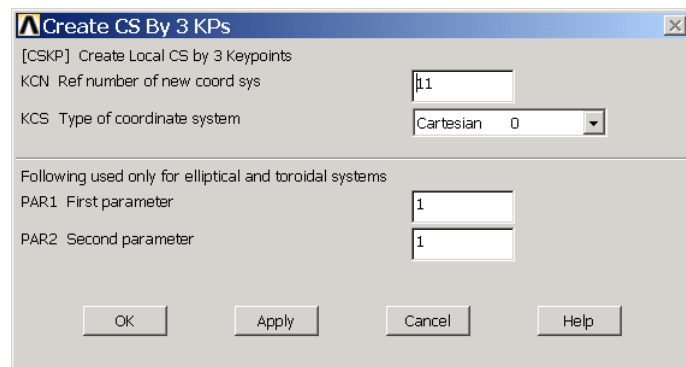 Create CS By 3 KPs
[CSKP] Create Local CS by 3 Keypoints
KCN Ref number of new coord sys 11
KCS Type of coordinate system Cartesian 0
Following used only for elliptical and toroidal systems
PAR1 First parameter 1
PAR2 Second parameter 1
OK Apply Cancel Help